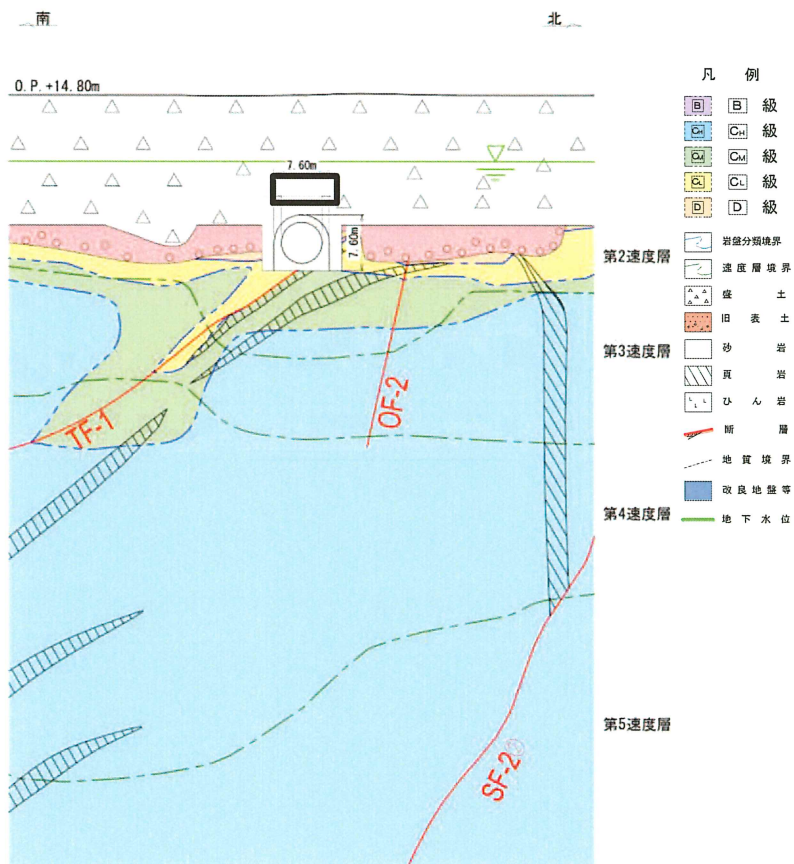 南
北
O.P.+14.80m
7.60m
7.60m
TF-1
OF-2
SF-2①
第2速度層
第3速度層
第4速度層
第5速度層
凡 例
B B 級
CH CH 級
CM CM 級
CL CL 級
D D 級
岩盤分類境界
速度層境界
盛 土
旧 表 土
砂 岩
頁 岩
ひ ん 岩
断 層
地 質 境 界
改 良 地 盤 等
地 下 水 位